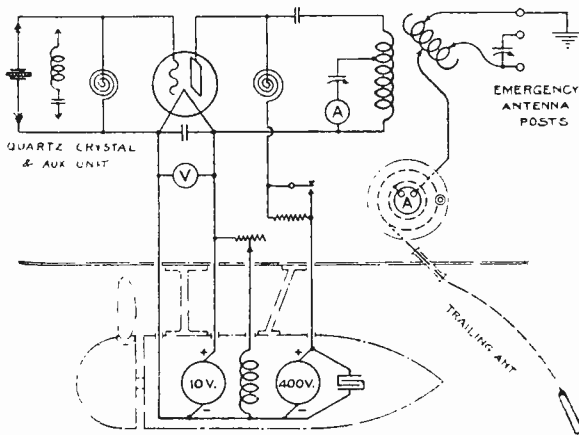 QUARTZ CRYSTAL
& AUX UNIT
V
A
EMERGENCY
ANTENNA
POSTS
A
TRAILING ANT
+
10 V.
-
+
400V.
-